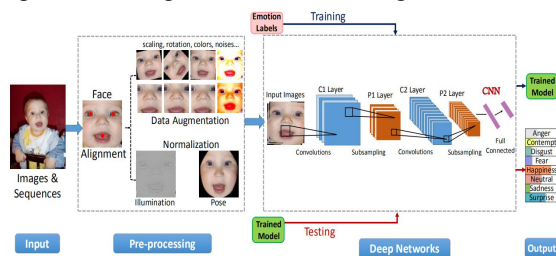 Emotion
Labels
Training
scaling, rotation, colors, noises...
Face
Alignment
Data Augmentation
Normalization
Illumination
Pose
Images &
Sequences
Input Images
C1 Layer
P1 Layer
C2 Layer
P2 Layer
CNN
Full
Connected
Convolutions
Subsampling
Convolutions
Subsampling
Trained
Model
Anger
Contempt
Disgust
Fear
Happiness
Neutral
Sadness
Surprise
Trained
Model
Testing
Input
Pre-processing
Deep Networks
Output